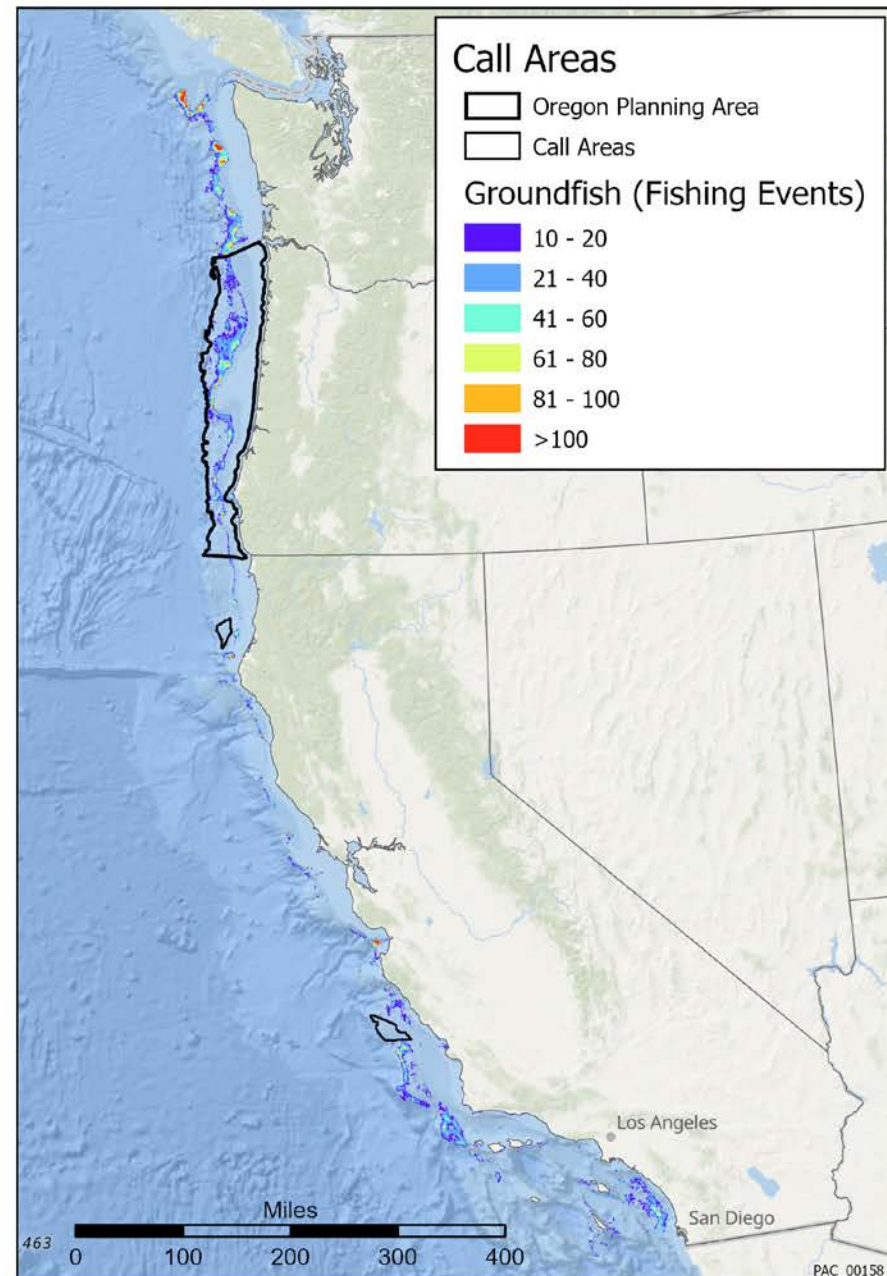 Call Areas
Oregon Planning Area
Call Areas
Groundfish (Fishing Events)
10 - 20
21 - 40
41 - 60
61 - 80
81 - 100
>100
Los Angeles
San Diego
Miles
463
0 100 200 300 400
PAC_00158